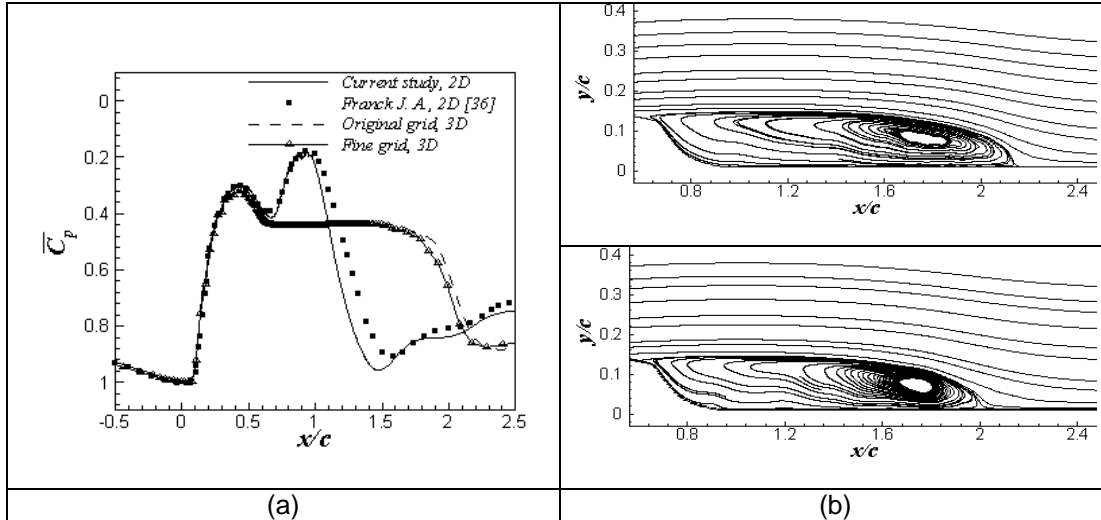 Current study, 2D
Franck J. A., 2D [36]
Original grid, 3D
Fine grid, 3D
0
0.2
0.4
0.6
0.8
1
C̅p
-0.5 0 0.5 1 1.5 2 2.5
x/c
(a)
0.4
0.3
0.2
0.1
0
y/c
0.8 1.2 1.6 2 2.4
x/c
0.4
0.3
0.2
0.1
0
y/c
0.8 1.2 1.6 2 2.4
x/c
(b)